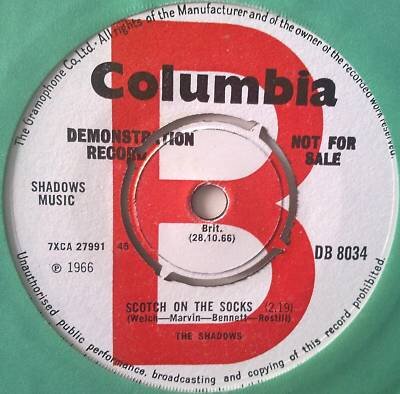 The Gramophone Co. Ltd. All rights of the Manufacturer and of the owner of the recorded work reserved
Columbia
DEMONSTRATION
RECORD
NOT FOR
SALE
B
SHADOWS
MUSIC
Brit.
(28.10.66)
7XCA 27991 45
℗ 1966
DB 8034
SCOTCH ON THE SOCKS (2.19)
(Welch—Marvin—Bennett—Rostill)
THE SHADOWS
Unauthorised public performance, broadcasting and copying of this record prohibited.